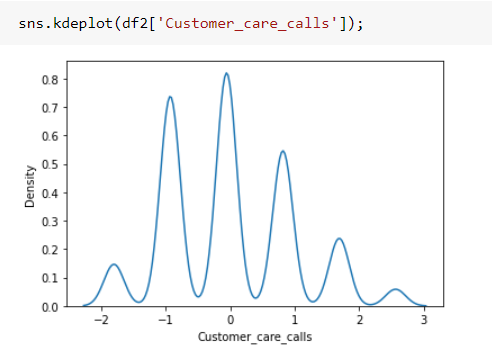 sns.kdeplot(df2['Customer_care_calls']);
0.8
0.7
0.6
0.5
0.4
0.3
0.2
0.1
0.0
Density
−2 −1 0 1 2 3
Customer_care_calls